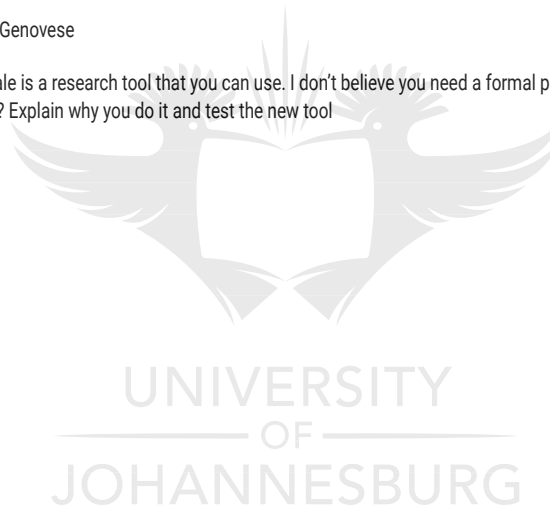 Genovese
ale is a research tool that you can use. I don't believe you need a formal p
? Explain why you do it and test the new tool
UNIVERSITY
OF
JOHANNESBURG